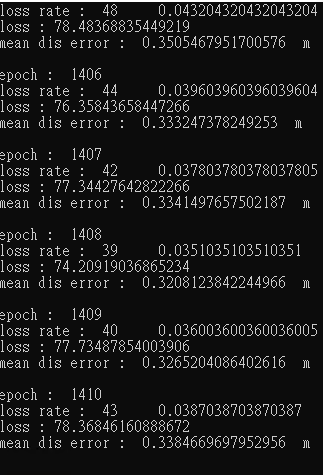 loss rate :  48     0.043204320432043204
loss : 78.48368835449219
mean dis error :  0.3505467951700576  m
epoch :  1406
loss rate :  44     0.039603960396039604
loss : 76.35843658447266
mean dis error :  0.333247378249253  m
epoch :  1407
loss rate :  42     0.037803780378037805
loss : 77.34427642822266
mean dis error :  0.3341497657502187  m
epoch :  1408
loss rate :  39     0.0351035103510351
loss : 74.20919036865234
mean dis error :  0.3208123842244966  m
epoch :  1409
loss rate :  40     0.036003600360036005
loss : 77.73487854003906
mean dis error :  0.3265204086402616  m
epoch :  1410
loss rate :  43     0.0387038703870387
loss : 78.36846160888672
mean dis error :  0.3384669697952956  m